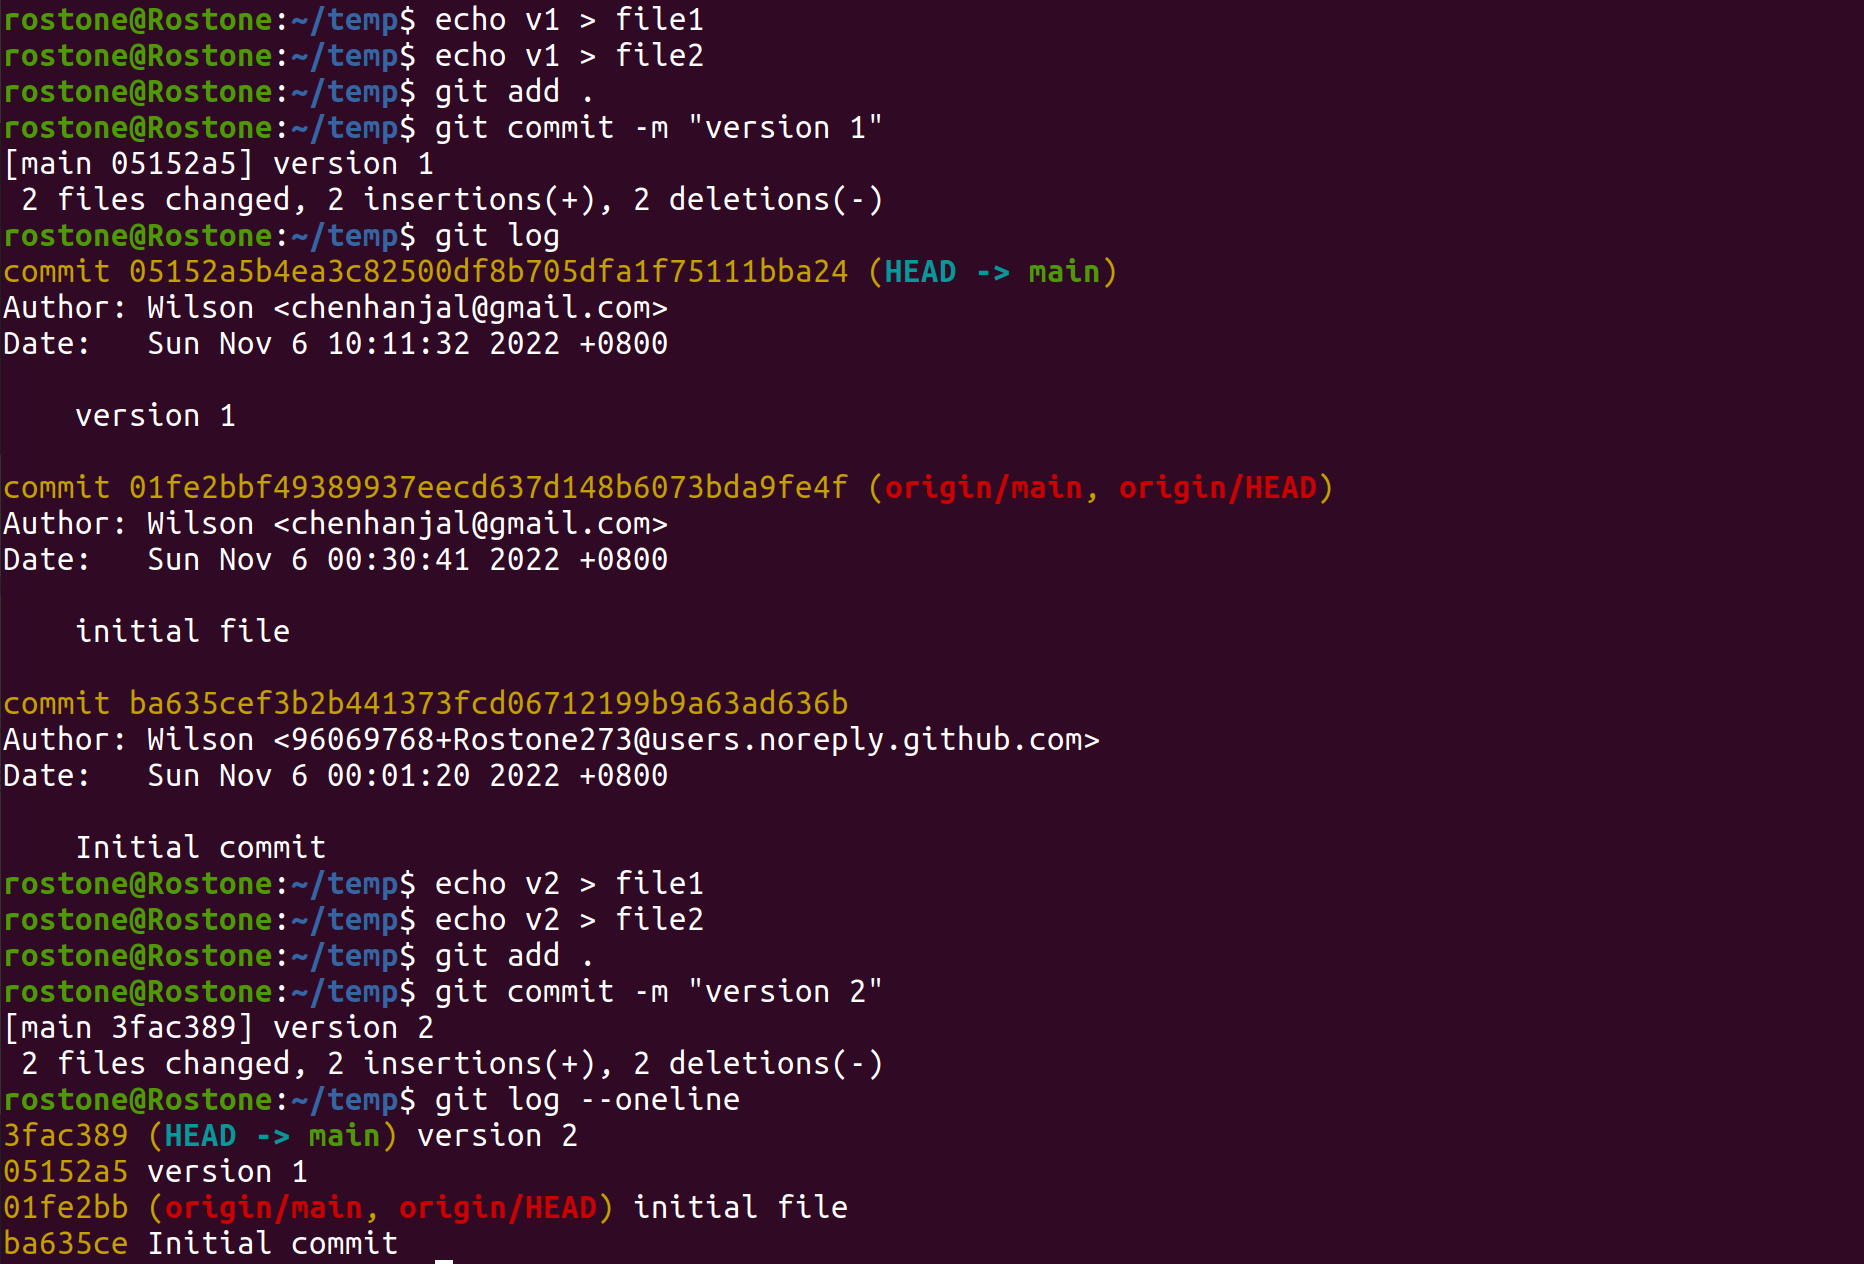 rostone@Rostone:~/temp$ echo v1 > file1
rostone@Rostone:~/temp$ echo v1 > file2
rostone@Rostone:~/temp$ git add .
rostone@Rostone:~/temp$ git commit -m "version 1"
[main 05152a5] version 1
 2 files changed, 2 insertions(+), 2 deletions(-)
rostone@Rostone:~/temp$ git log
commit 05152a5b4ea3c82500df8b705dfa1f75111bba24 (HEAD -> main)
Author: Wilson <chenhanjal@gmail.com>
Date:   Sun Nov 6 10:11:32 2022 +0800

    version 1

commit 01fe2bbf49389937eecd637d148b6073bda9fe4f (origin/main, origin/HEAD)
Author: Wilson <chenhanjal@gmail.com>
Date:   Sun Nov 6 00:30:41 2022 +0800

    initial file

commit ba635cef3b2b441373fcd06712199b9a63ad636b
Author: Wilson <96069768+Rostone273@users.noreply.github.com>
Date:   Sun Nov 6 00:01:20 2022 +0800

    Initial commit
rostone@Rostone:~/temp$ echo v2 > file1
rostone@Rostone:~/temp$ echo v2 > file2
rostone@Rostone:~/temp$ git add .
rostone@Rostone:~/temp$ git commit -m "version 2"
[main 3fac389] version 2
 2 files changed, 2 insertions(+), 2 deletions(-)
rostone@Rostone:~/temp$ git log --oneline
3fac389 (HEAD -> main) version 2
05152a5 version 1
01fe2bb (origin/main, origin/HEAD) initial file
ba635ce Initial commit